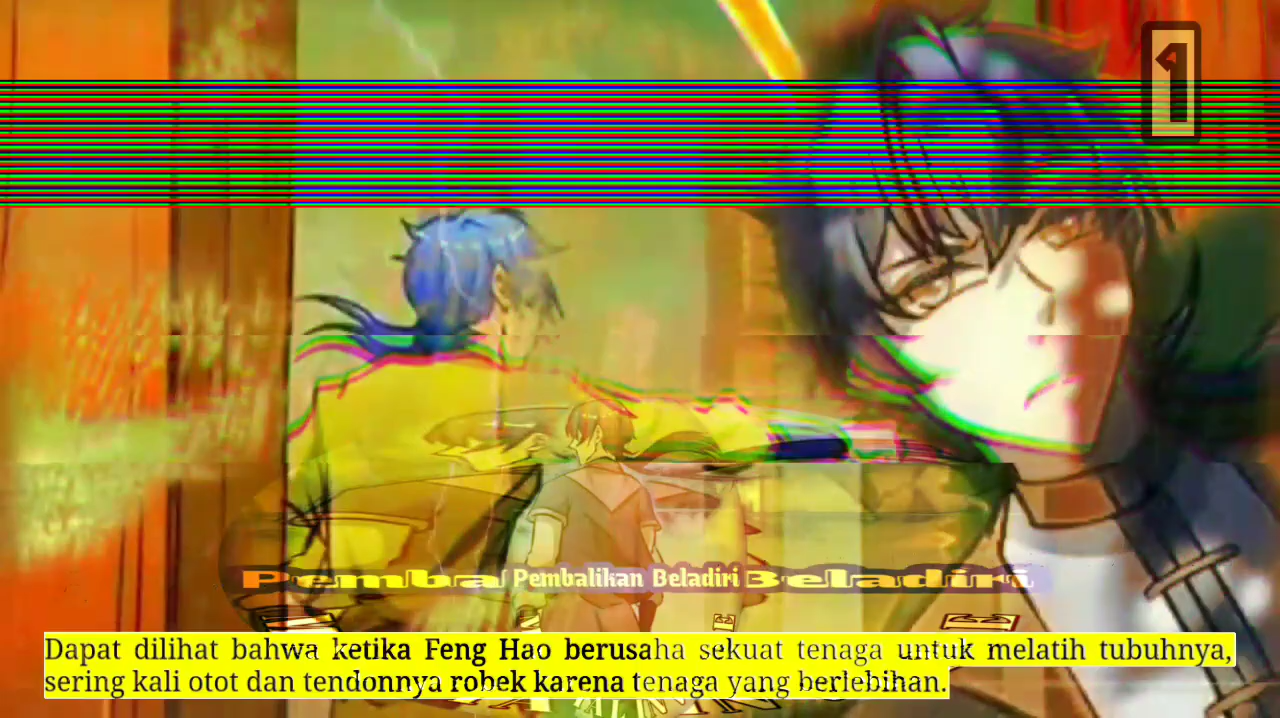 1
Pembalikan Beladiri
Dapat dilihat bahwa ketika Feng Hao berusaha sekuat tenaga untuk melatih tubuhnya,
sering kali otot dan tendonnya robek karena tenaga yang berlebihan.